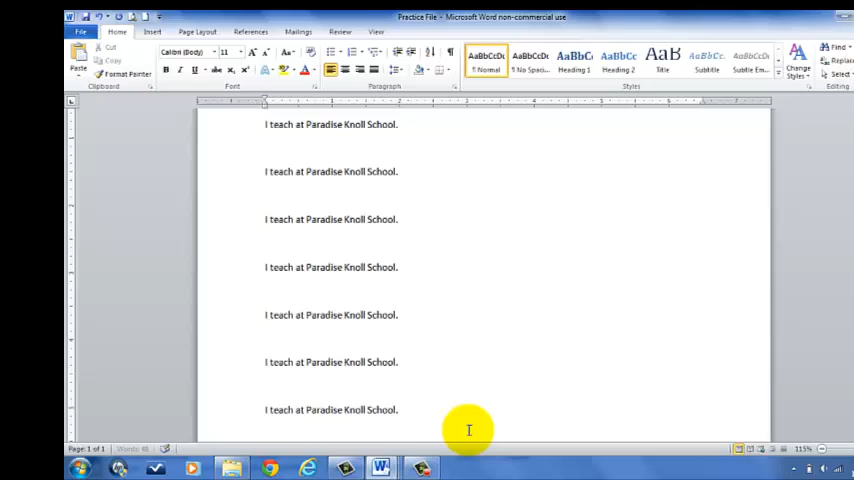 Practice File - Microsoft Word non-commercial use
File Home Insert Page Layout References Mailings Review View
Paste
Cut
Copy
Format Painter
Clipboard
Calibri (Body) 11
Font
Paragraph
AaBbCcDc AaBbCcDc AaBbCc AaBbCc AaB AaBbCc. AaBbCcDc
¶ Normal ¶ No Spaci... Heading 1 Heading 2 Title Subtitle Subtle Em...
Change
Styles
Styles
Find
Replace
Select
Editing
I teach at Paradise Knoll School.
I teach at Paradise Knoll School.
I teach at Paradise Knoll School.
I teach at Paradise Knoll School.
I teach at Paradise Knoll School.
I teach at Paradise Knoll School.
I teach at Paradise Knoll School.
Page: 1 of 1 Words: 48 115%